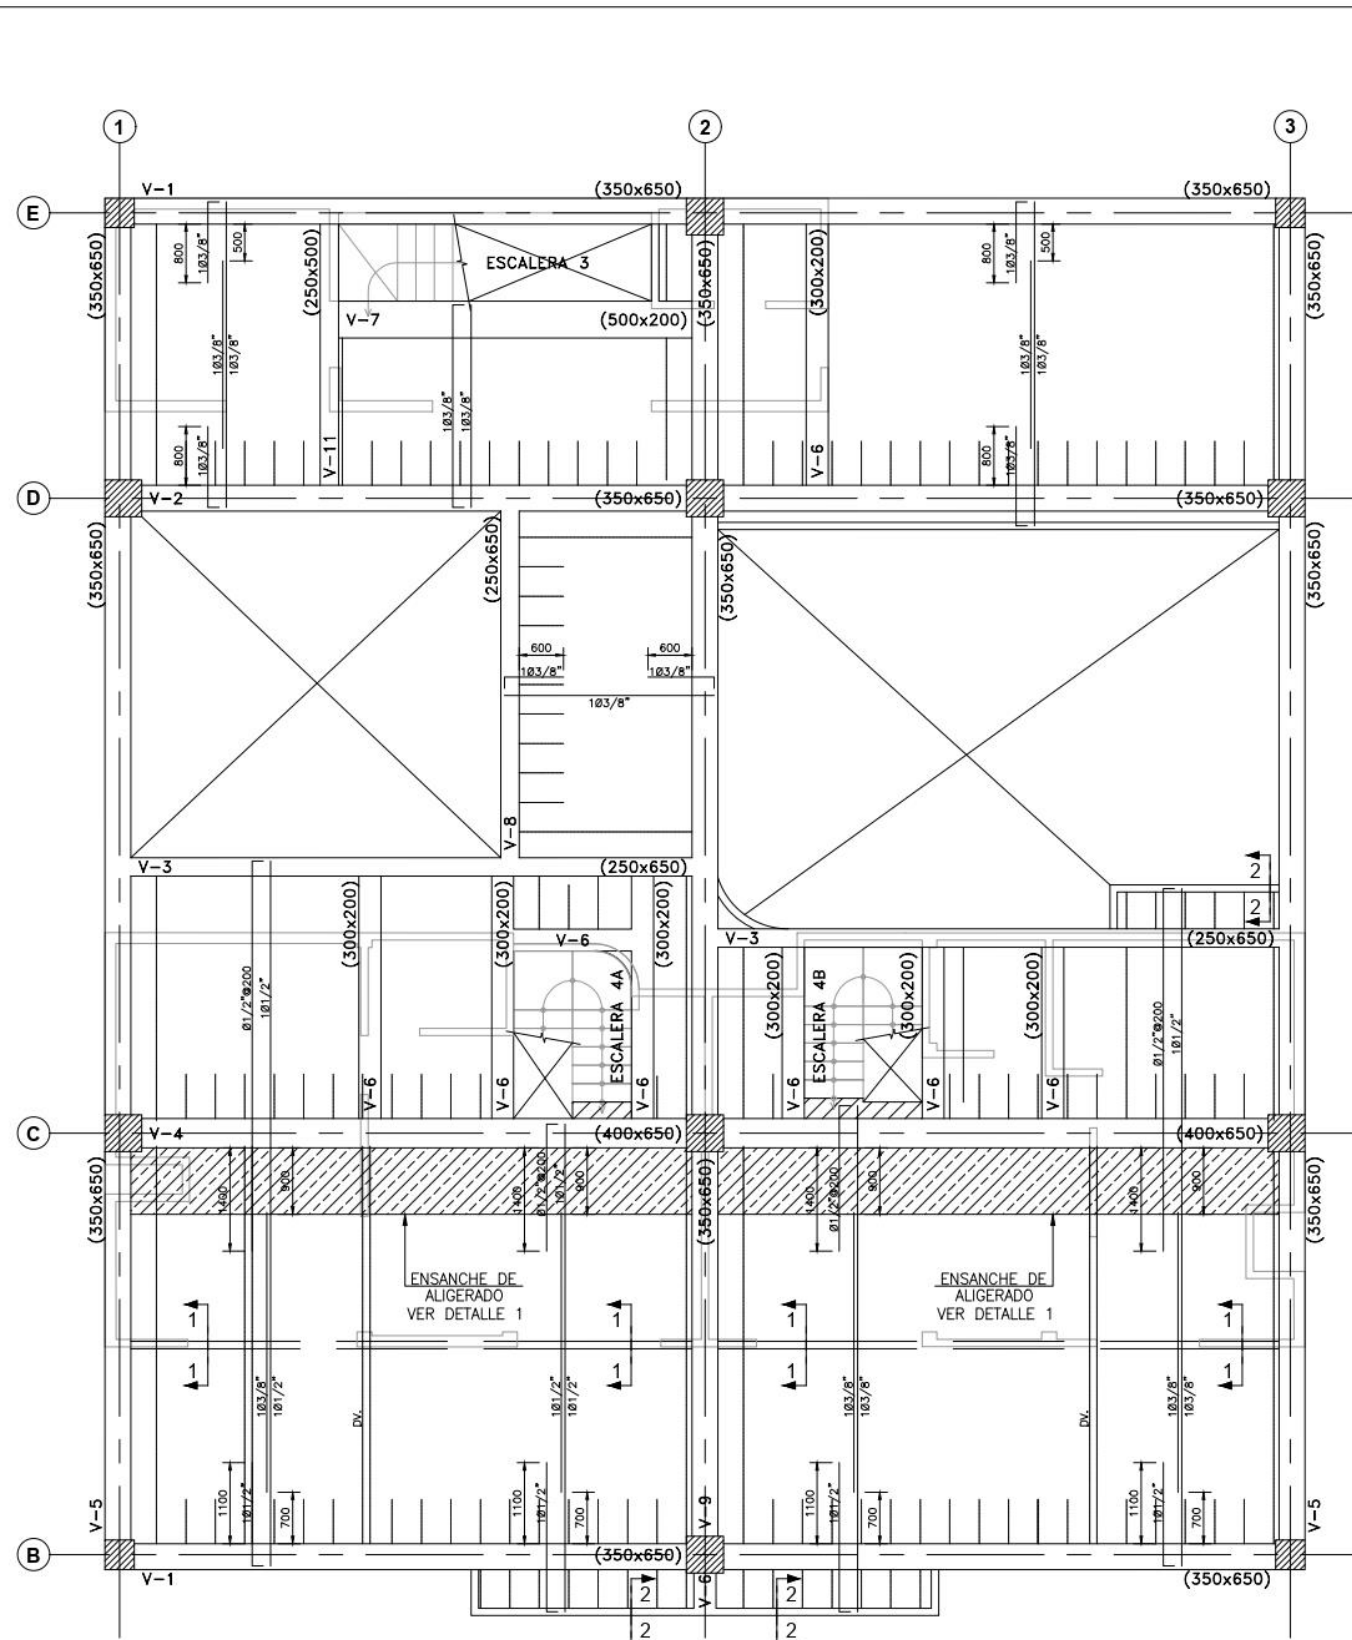 1
2
3
E
V-1
(350x650)
(350x650)
(350x650)
800
1Ø3/8"
500
(250x500)
ESCALERA 3
(350x650)
(300x200)
800
1Ø3/8"
500
(350x650)
V-7
(500x200)
1Ø3/8"
1Ø3/8"
1Ø3/8"
1Ø3/8"
1Ø3/8"
1Ø3/8"
800
1Ø3/8"
V-11
V-6
800
1Ø3/8"
D
V-2
(350x650)
(350x650)
(350x650)
(250x650)
(350x650)
(350x650)
600
600
1Ø3/8"
1Ø3/8"
1Ø3/8"
V-8
V-3
(250x650)
2
2
(300x200)
(300x200)
(300x200)
V-6
V-3
(250x650)
Ø1/2"@200
1Ø1/2"
ESCALERA 4A
(300x200)
ESCALERA 4B
(300x200)
(300x200)
Ø1/2"@200
1Ø1/2"
V-6
V-6
V-6
V-6
V-6
V-6
C
V-4
(400x650)
(400x650)
(350x650)
1400
900
1400
Ø1/2"@200
1Ø1/2"
900
(350x650)
1400
Ø1/2"@200
900
1400
900
(350x650)
ENSANCHE DE
ALIGERADO
VER DETALLE 1
ENSANCHE DE
ALIGERADO
VER DETALLE 1
1
1
1
1
1
1
1
1
1Ø3/8"
1Ø1/2"
DV.
1Ø1/2"
1Ø1/2"
1Ø3/8"
1Ø3/8"
DV.
1Ø3/8"
1Ø3/8"
V-5
1100
1Ø1/2"
700
1100
1Ø1/2"
700
V-9
1100
1Ø1/2"
700
1100
1Ø1/2"
700
V-5
B
(350x650)
V-1
(350x650)
2
V-6
2
2
2